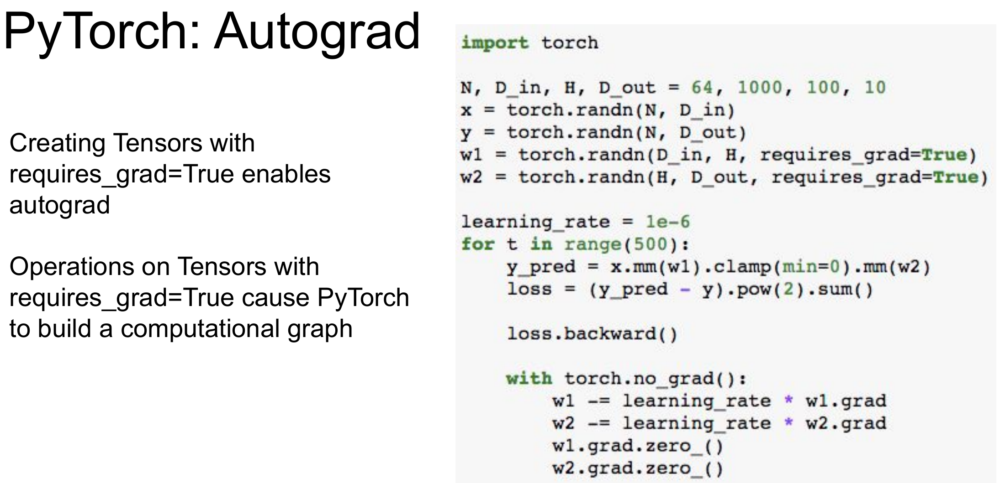 PyTorch: Autograd
Creating Tensors with
requires_grad=True enables
autograd
Operations on Tensors with
requires_grad=True cause PyTorch
to build a computational graph
import torch
N, D_in, H, D_out = 64, 1000, 100, 10
x = torch.randn(N, D_in)
y = torch.randn(N, D_out)
w1 = torch.randn(D_in, H, requires_grad=True)
w2 = torch.randn(H, D_out, requires_grad=True)
learning_rate = 1e-6
for t in range(500):
    y_pred = x.mm(w1).clamp(min=0).mm(w2)
    loss = (y_pred - y).pow(2).sum()
    loss.backward()
    with torch.no_grad():
        w1 -= learning_rate * w1.grad
        w2 -= learning_rate * w2.grad
        w1.grad.zero_()
        w2.grad.zero_()